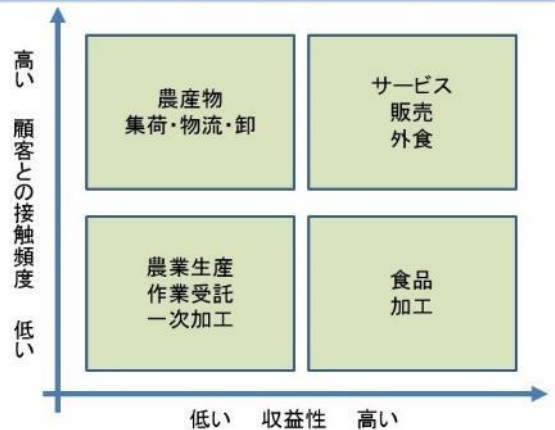 高い　顧客との接触頻度　低い
農産物
集荷・物流・卸
サービス
販売
外食
農業生産
作業受託
一次加工
食品
加工
低い　収益性　高い